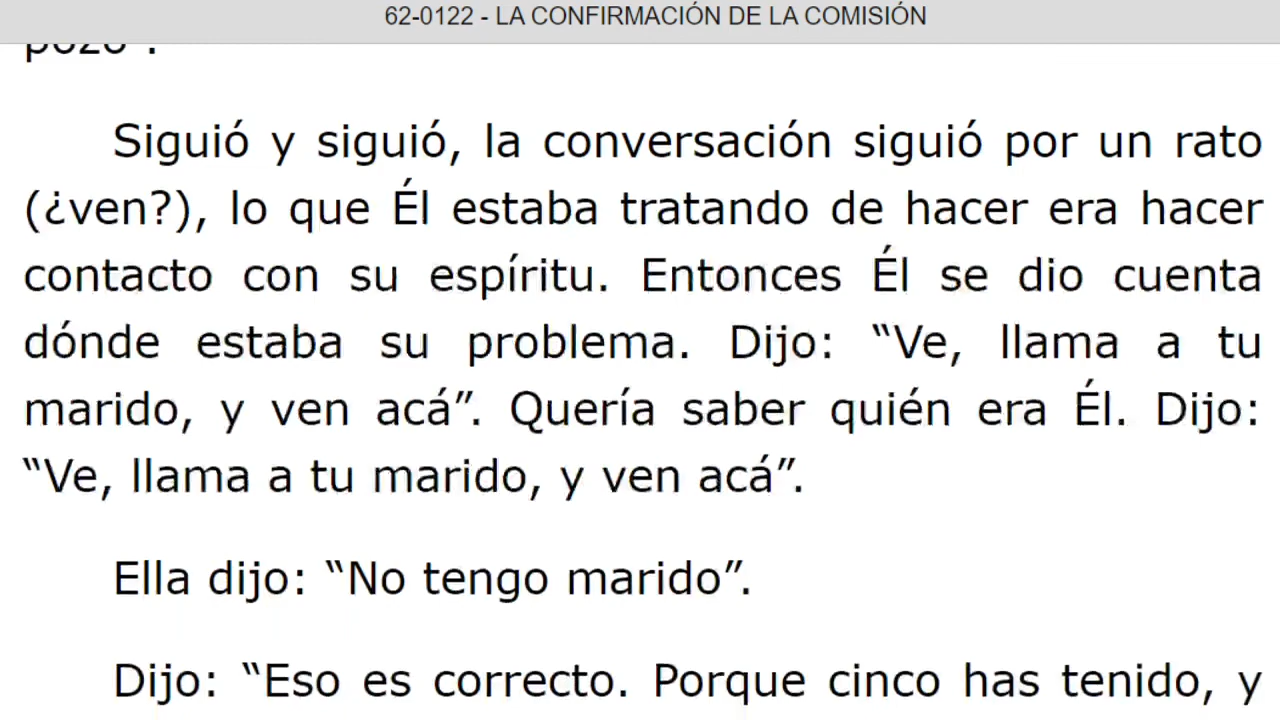 62-0122 - LA CONFIRMACIÓN DE LA COMISIÓN
pozo”.
Siguió y siguió, la conversación siguió por un rato
(¿ven?), lo que Él estaba tratando de hacer era hacer
contacto con su espíritu. Entonces Él se dio cuenta
dónde estaba su problema. Dijo: “Ve, llama a tu
marido, y ven acá”. Quería saber quién era Él. Dijo:
“Ve, llama a tu marido, y ven acá”.
Ella dijo: “No tengo marido”.
Dijo: “Eso es correcto. Porque cinco has tenido, y